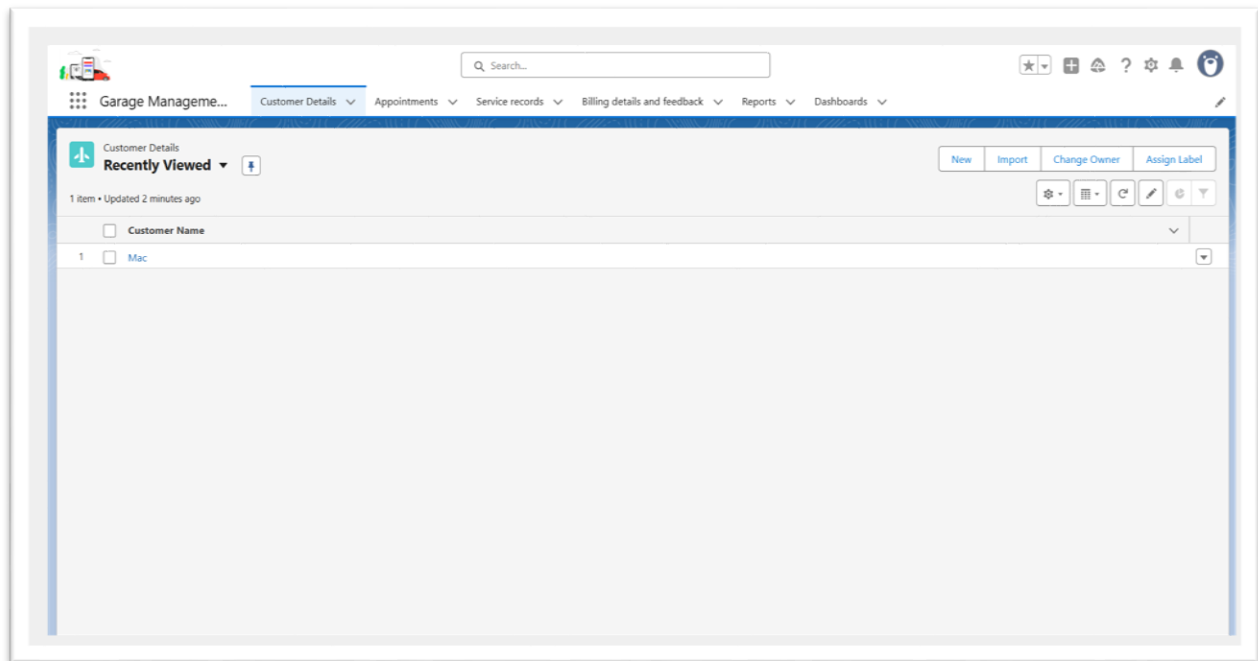 Search...
Garage Manageme... Customer Details Appointments Service records Billing details and feedback Reports Dashboards
Customer Details
Recently Viewed
New Import Change Owner Assign Label
1 item • Updated 2 minutes ago
Customer Name
1 Mac